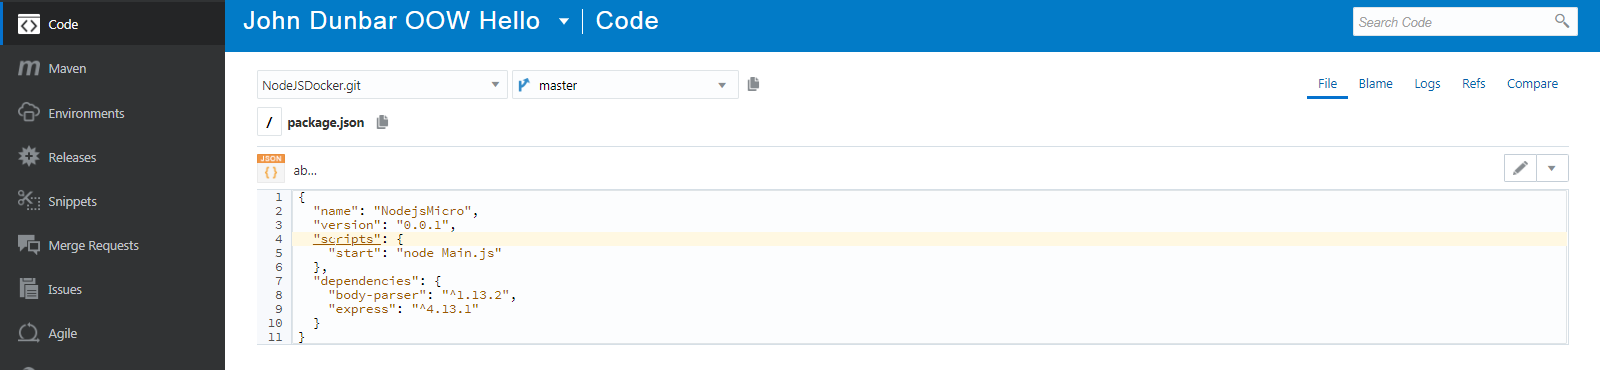 Code
Maven
Environments
Releases
Snippets
Merge Requests
Issues
Agile
John Dunbar OOW Hello Code
Search Code
NodeJSDocker.git master
File Blame Logs Refs Compare
/ package.json
JSON
{ }
ab...
1 {
2 "name": "NodejsMicro",
3 "version": "0.0.1",
4 "scripts": {
5 "start": "node Main.js"
6 },
7 "dependencies": {
8 "body-parser": "^1.13.2",
9 "express": "^4.13.1"
10 }
11 }